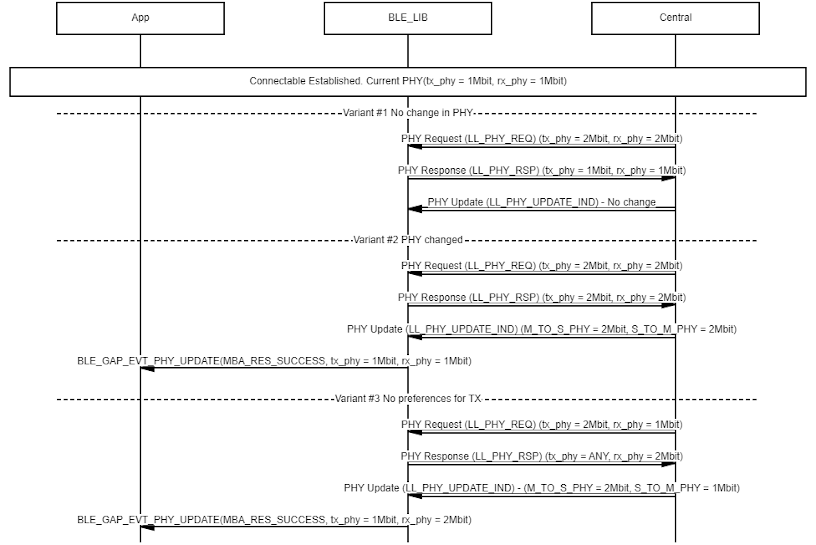 App BLE_LIB Central
Connectable Established. Current PHY(tx_phy = 1Mbit, rx_phy = 1Mbit)
Variant #1 No change in PHY
PHY Request (LL_PHY_REQ) (tx_phy = 2Mbit, rx_phy = 2Mbit)
PHY Response (LL_PHY_RSP) (tx_phy = 1Mbit, rx_phy = 1Mbit)
PHY Update (LL_PHY_UPDATE_IND) - No change
Variant #2 PHY changed
PHY Request (LL_PHY_REQ) (tx_phy = 2Mbit, rx_phy = 2Mbit)
PHY Response (LL_PHY_RSP) (tx_phy = 2Mbit, rx_phy = 2Mbit)
PHY Update (LL_PHY_UPDATE_IND) (M_TO_S_PHY = 2Mbit, S_TO_M_PHY = 2Mbit)
BLE_GAP_EVT_PHY_UPDATE(MBA_RES_SUCCESS, tx_phy = 1Mbit, rx_phy = 1Mbit)
Variant #3 No preferences for TX
PHY Request (LL_PHY_REQ) (tx_phy = 2Mbit, rx_phy = 1Mbit)
PHY Response (LL_PHY_RSP) (tx_phy = ANY, rx_phy = 2Mbit)
PHY Update (LL_PHY_UPDATE_IND) - (M_TO_S_PHY = 2Mbit, S_TO_M_PHY = 1Mbit)
BLE_GAP_EVT_PHY_UPDATE(MBA_RES_SUCCESS, tx_phy = 1Mbit, rx_phy = 2Mbit)